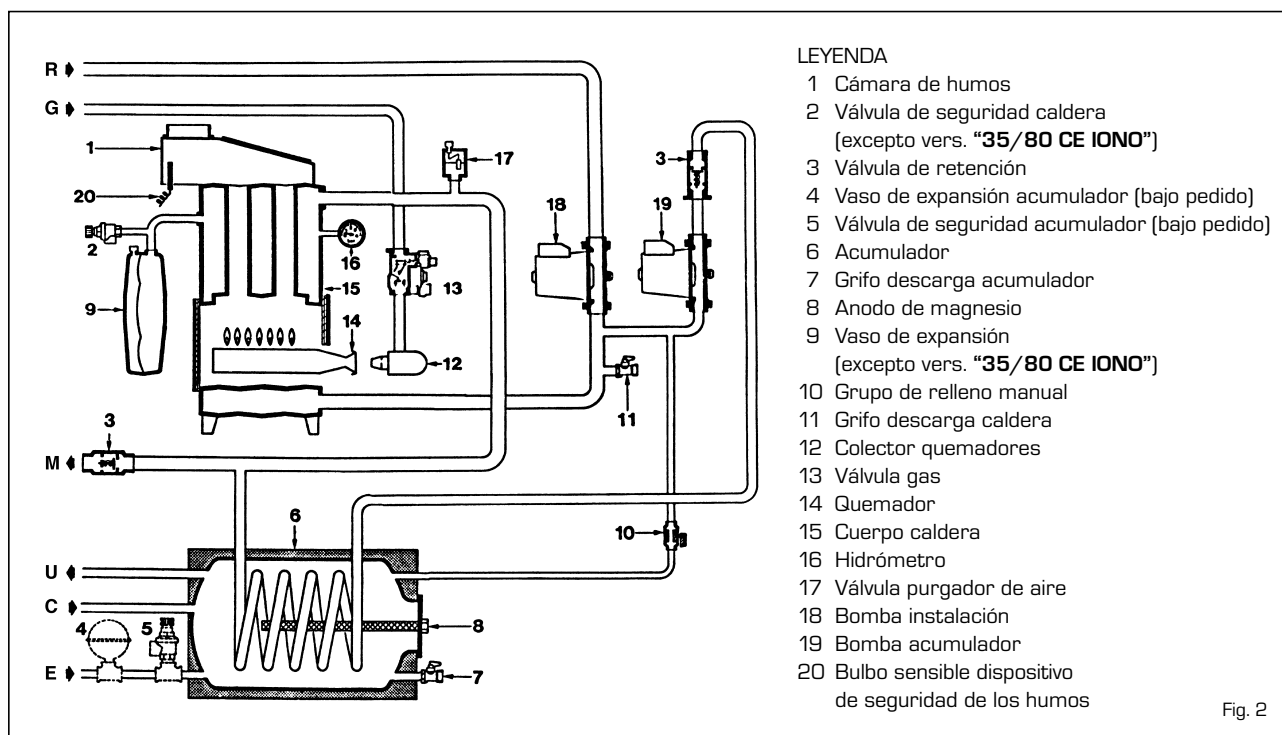 R
G
1
20
2
9
16
15
14
17
13
12
18
3
19
11
3
M
6
10
U
C
4
5
E
8
7
LEYENDA
1 Cámara de humos
2 Válvula de seguridad caldera
(excepto vers. “35/80 CE IONO”)
3 Válvula de retención
4 Vaso de expansión acumulador (bajo pedido)
5 Válvula de seguridad acumulador (bajo pedido)
6 Acumulador
7 Grifo descarga acumulador
8 Anodo de magnesio
9 Vaso de expansión
(excepto vers. “35/80 CE IONO”)
10 Grupo de relleno manual
11 Grifo descarga caldera
12 Colector quemadores
13 Válvula gas
14 Quemador
15 Cuerpo caldera
16 Hidrómetro
17 Válvula purgador de aire
18 Bomba instalación
19 Bomba acumulador
20 Bulbo sensible dispositivo
de seguridad de los humos
Fig. 2